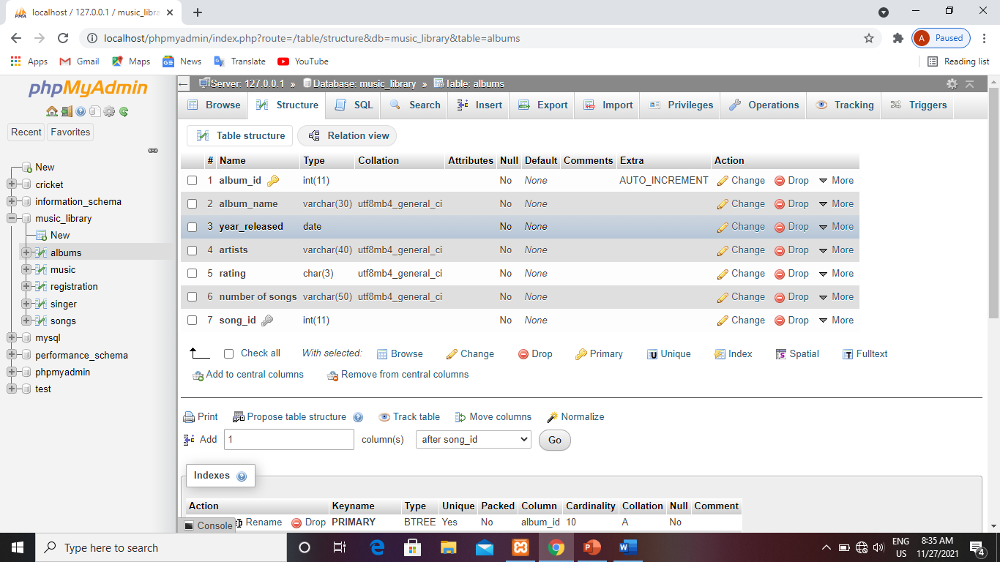 localhost / 127.0.0.1 / music_libra
localhost/phpmyadmin/index.php?route=/table/structure&db=music_library&table=albums
A Paused
Apps Gmail Maps News Translate YouTube Reading list
phpMyAdmin
Recent Favorites
New
cricket
information_schema
music_library
New
albums
music
registration
singer
songs
mysql
performance_schema
phpmyadmin
test
Server: 127.0.0.1 » Database: music_library » Table: albums
Browse Structure SQL Search Insert Export Import Privileges Operations Tracking Triggers
Table structure Relation view
# Name Type Collation Attributes Null Default Comments Extra Action
1 album_id int(11) No None AUTO_INCREMENT Change Drop More
2 album_name varchar(30) utf8mb4_general_ci No None Change Drop More
3 year_released date No None Change Drop More
4 artists varchar(40) utf8mb4_general_ci No None Change Drop More
5 rating char(3) utf8mb4_general_ci No None Change Drop More
6 number of songs varchar(50) utf8mb4_general_ci No None Change Drop More
7 song_id int(11) No None Change Drop More
Check all With selected: Browse Change Drop Primary Unique Index Spatial Fulltext
Add to central columns Remove from central columns
Print Propose table structure Track table Move columns Normalize
Add 1 column(s) after song_id Go
Indexes
Action Keyname Type Unique Packed Column Cardinality Collation Null Comment
Rename Drop PRIMARY BTREE Yes No album_id 10 A No
Console
Type here to search
ENG
US
8:35 AM
11/27/2021
4